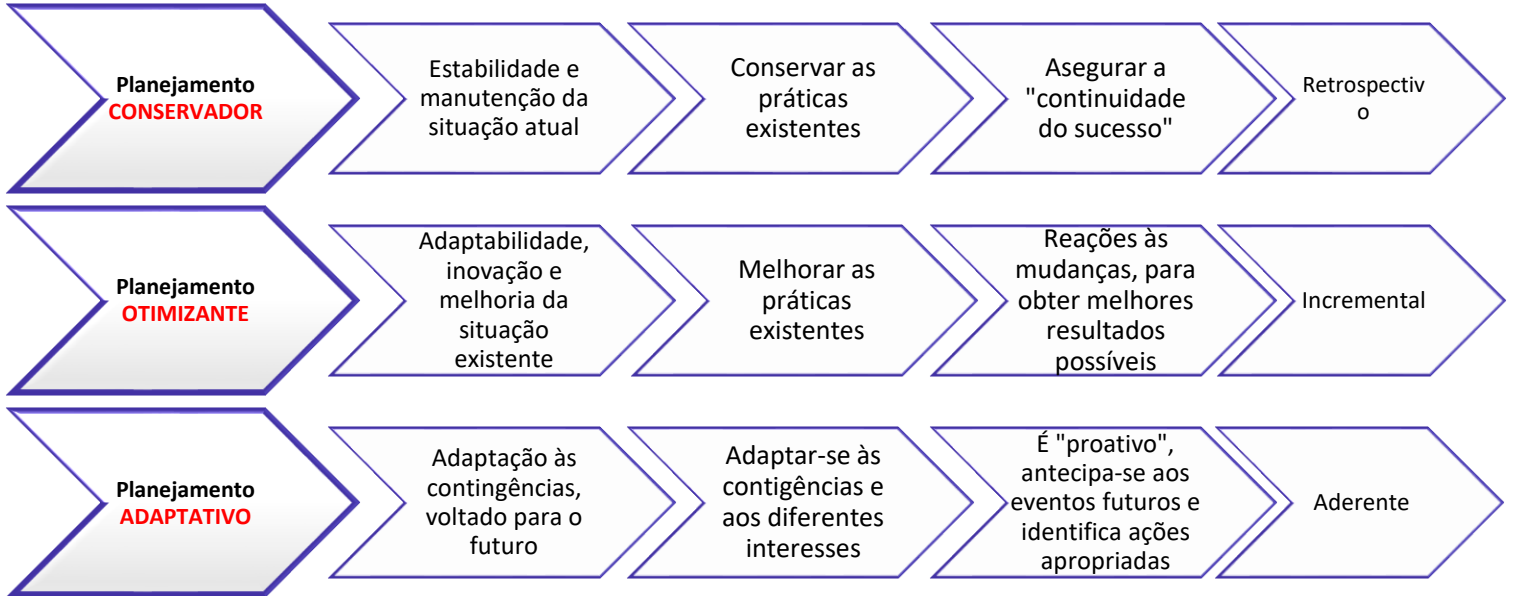 Planejamento
CONSERVADOR
Estabilidade e
manutenção da
situação atual
Conservar as
práticas
existentes
Asegurar a
"continuidade
do sucesso"
Retrospectiv
o
Planejamento
OTIMIZANTE
Adaptabilidade,
inovação e
melhoria da
situação
existente
Melhorar as
práticas
existentes
Reações às
mudanças, para
obter melhores
resultados
possíveis
Incremental
Planejamento
ADAPTATIVO
Adaptação às
contingências,
voltado para o
futuro
Adaptar-se às
contigências e
aos diferentes
interesses
É "proativo",
antecipa-se aos
eventos futuros e
identifica ações
apropriadas
Aderente